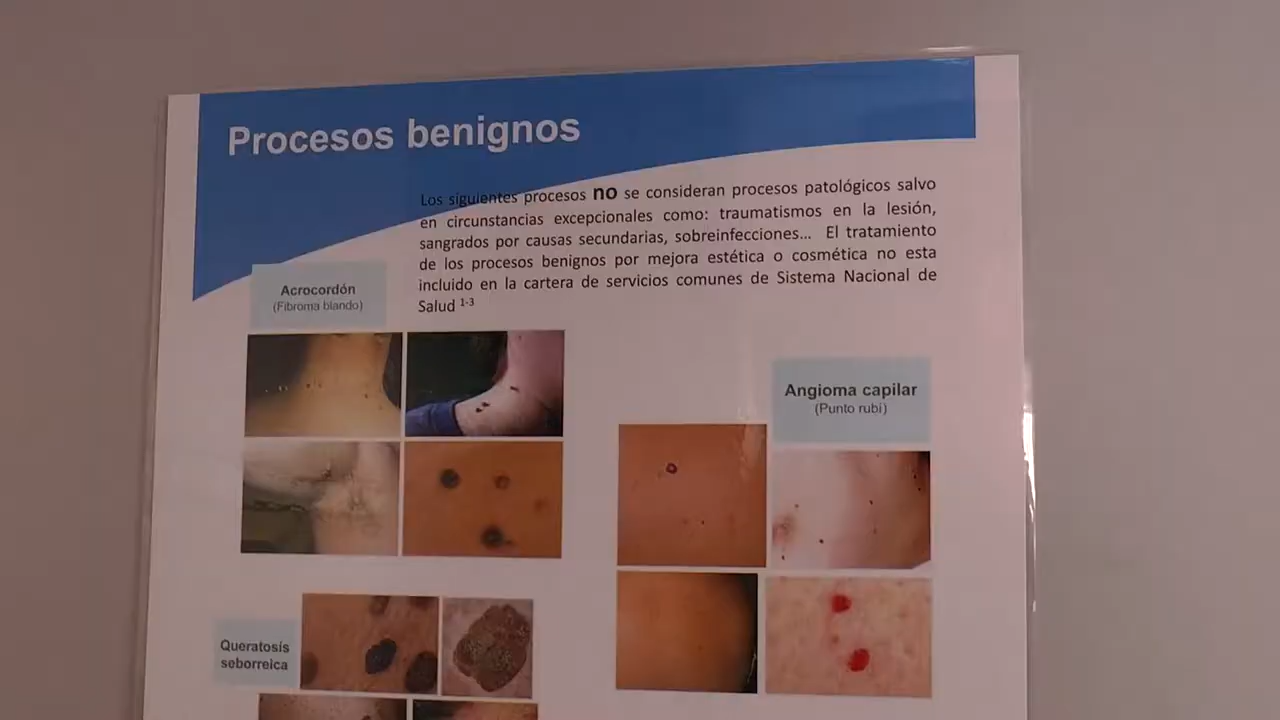 Procesos benignos
Los siguientes procesos no se consideran procesos patológicos salvo
en circunstancias excepcionales como: traumatismos en la lesión,
sangrados por causas secundarias, sobreinfecciones... El tratamiento
de los procesos benignos por mejora estética o cosmética no esta
incluido en la cartera de servicios comunes de Sistema Nacional de
Salud 1-3
Acrocordón
(Fibroma blando)
Angioma capilar
(Punto rubí)
Queratosis
seborreica